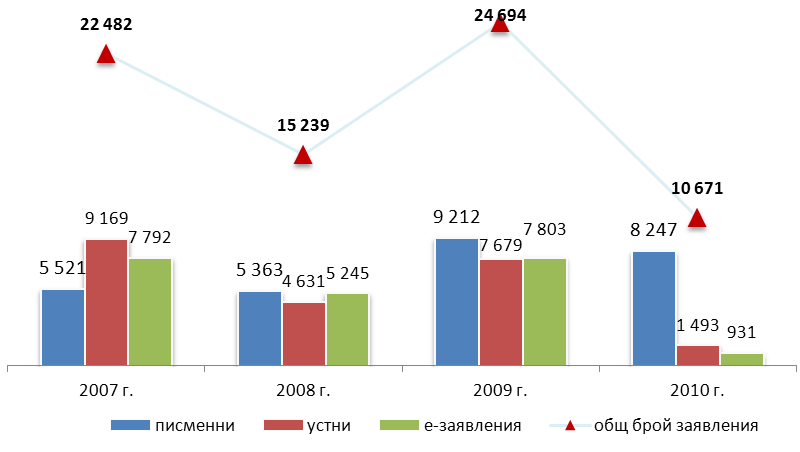 22 482
24 694
15 239
10 671
9 169
9 212
7 792
7 679
7 803
8 247
5 521
5 363
4 631
5 245
1 493
931
2007 г.
2008 г.
2009 г.
2010 г.
писменни
устни
е-заявления
общ брой заявления